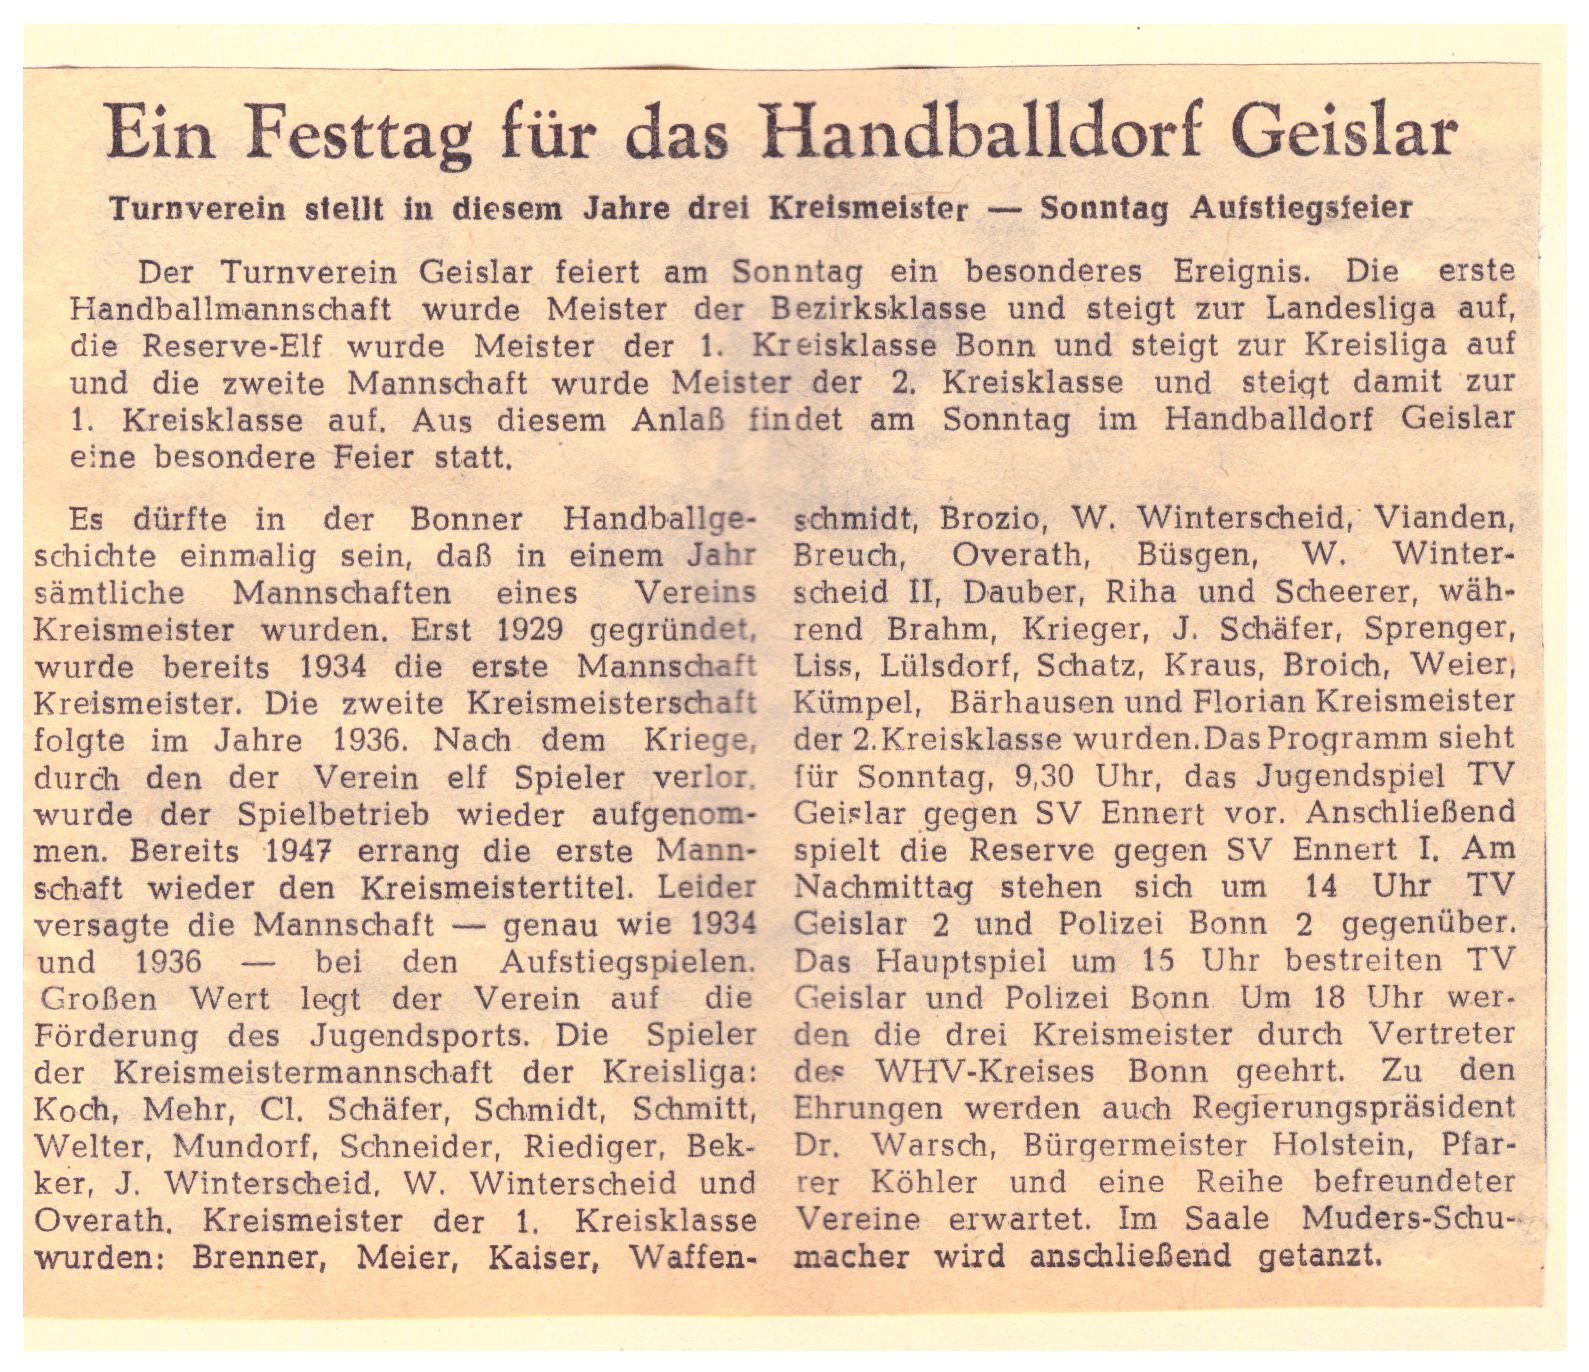 Ein Festtag für das Handballdorf Geislar
Turnverein stellt in diesem Jahre drei Kreismeister — Sonntag Aufstiegsfeier
Der Turnverein Geislar feiert am Sonntag ein besonderes Ereignis. Die erste
Handballmannschaft wurde Meister der Bezirksklasse und steigt zur Landesliga auf,
die Reserve-Elf wurde Meister der 1. Kreisklasse Bonn und steigt zur Kreisliga auf
und die zweite Mannschaft wurde Meister der 2. Kreisklasse und steigt damit zur
1. Kreisklasse auf. Aus diesem Anlaß findet am Sonntag im Handballdorf Geislar
eine besondere Feier statt.
Es dürfte in der Bonner Handballge-
schichte einmalig sein, daß in einem Jahr
sämtliche Mannschaften eines Vereins
Kreismeister wurden. Erst 1929 gegründet,
wurde bereits 1934 die erste Mannschaft
Kreismeister. Die zweite Kreismeisterschaft
folgte im Jahre 1936. Nach dem Kriege,
durch den der Verein elf Spieler verlor,
wurde der Spielbetrieb wieder aufgenom-
men. Bereits 1947 errang die erste Mann-
schaft wieder den Kreismeistertitel. Leider
versagte die Mannschaft — genau wie 1934
und 1936 — bei den Aufstiegspielen.
Großen Wert legt der Verein auf die
Förderung des Jugendsports. Die Spieler
der Kreismeistermannschaft der Kreisliga:
Koch, Mehr, Cl. Schäfer, Schmidt, Schmitt,
Welter, Mundorf, Schneider, Riediger, Bek-
ker, J. Winterscheid, W. Winterscheid und
Overath. Kreismeister der 1. Kreisklasse
wurden: Brenner, Meier, Kaiser, Waffen-
schmidt, Brozio, W. Winterscheid, Vianden,
Breuch, Overath, Büsgen, W. Winter-
scheid II, Dauber, Riha und Scheerer, wäh-
rend Brahm, Krieger, J. Schäfer, Sprenger,
Liss, Lülsdorf, Schatz, Kraus, Broich, Weier,
Kümpel, Bärhausen und Florian Kreismeister
der 2. Kreisklasse wurden. Das Programm sieht
für Sonntag, 9,30 Uhr, das Jugendspiel TV
Geislar gegen SV Ennert vor. Anschließend
spielt die Reserve gegen SV Ennert I. Am
Nachmittag stehen sich um 14 Uhr TV
Geislar 2 und Polizei Bonn 2 gegenüber.
Das Hauptspiel um 15 Uhr bestreiten TV
Geislar und Polizei Bonn. Um 18 Uhr wer-
den die drei Kreismeister durch Vertreter
des WHV-Kreises Bonn geehrt. Zu den
Ehrungen werden auch Regierungspräsident
Dr. Warsch, Bürgermeister Holstein, Pfar-
rer Köhler und eine Reihe befreundeter
Vereine erwartet. Im Saale Muders-Schu-
macher wird anschließend getanzt.